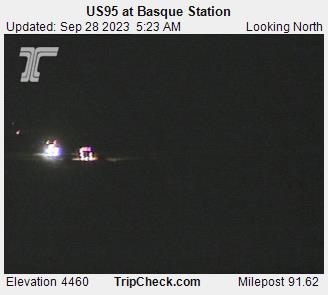 US95 at Basque Station
Updated: Sep 28 2023 5:23 AM Looking North
Elevation 4460 TripCheck.com Milepost 91.62